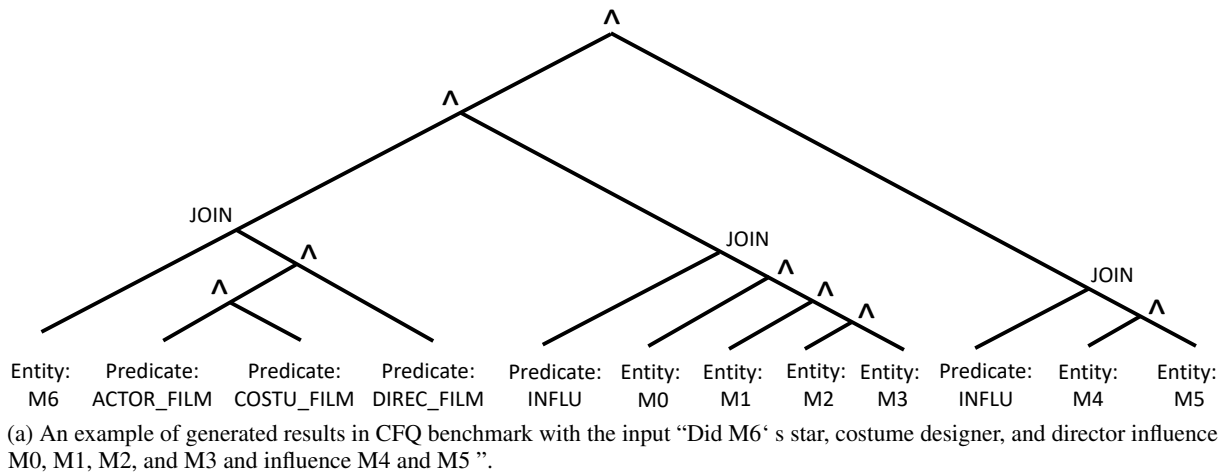 ^
^
JOIN
^
JOIN
^
^
JOIN
^
^
^
^
Entity: Predicate: Predicate: Predicate: Predicate: Entity: Entity: Entity: Entity: Predicate: Entity: Entity:
M6 ACTOR_FILM COSTU_FILM DIREC_FILM INFLU M0 M1 M2 M3 INFLU M4 M5
(a) An example of generated results in CFQ benchmark with the input “Did M6‘ s star, costume designer, and director influence
M0, M1, M2, and M3 and influence M4 and M5 ”.